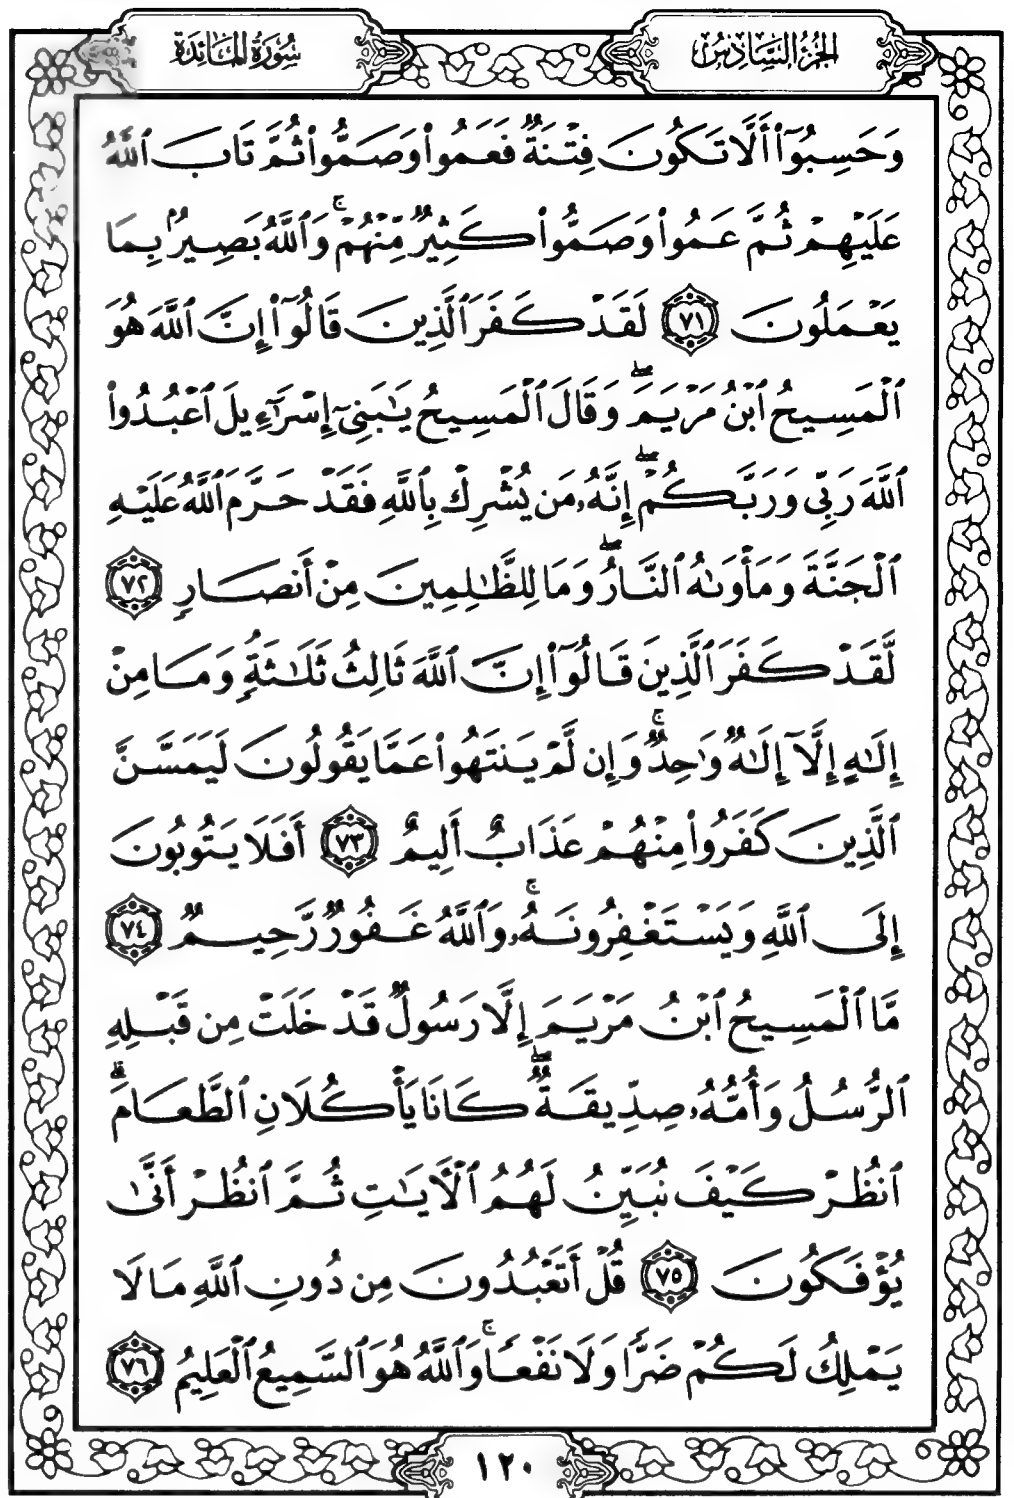 الجزء السادس
سورة المائدة
وَحَسِبُوٓا۟ أَلَّا تَكُونَ فِتْنَةٌ فَعَمُوا۟ وَصَمُّوا۟ ثُمَّ تَابَ ٱللَّهُ
عَلَيْهِمْ ثُمَّ عَمُوا۟ وَصَمُّوا۟ كَثِيرٌ مِّنْهُمْ ۚ وَٱللَّهُ بَصِيرٌۢ بِمَا
يَعْمَلُونَ ٧١ لَقَدْ كَفَرَ ٱلَّذِينَ قَالُوٓا۟ إِنَّ ٱللَّهَ هُوَ
ٱلْمَسِيحُ ٱبْنُ مَرْيَمَ ۖ وَقَالَ ٱلْمَسِيحُ يَـٰبَنِىٓ إِسْرَٰٓءِيلَ ٱعْبُدُوا۟
ٱللَّهَ رَبِّى وَرَبَّكُمْ ۖ إِنَّهُۥ مَن يُشْرِكْ بِٱللَّهِ فَقَدْ حَرَّمَ ٱللَّهُ عَلَيْهِ
ٱلْجَنَّةَ وَمَأْوَىٰهُ ٱلنَّارُ ۖ وَمَا لِلظَّـٰلِمِينَ مِنْ أَنصَارٍ ٧٢
لَّقَدْ كَفَرَ ٱلَّذِينَ قَالُوٓا۟ إِنَّ ٱللَّهَ ثَالِثُ ثَلَـٰثَةٍ وَمَا مِنْ
إِلَـٰهٍ إِلَّآ إِلَـٰهٌ وَٰحِدٌ ۚ وَإِن لَّمْ يَنتَهُوا۟ عَمَّا يَقُولُونَ لَيَمَسَّنَّ
ٱلَّذِينَ كَفَرُوا۟ مِنْهُمْ عَذَابٌ أَلِيمٌ ٧٣ أَفَلَا يَتُوبُونَ
إِلَى ٱللَّهِ وَيَسْتَغْفِرُونَهُۥ ۚ وَٱللَّهُ غَفُورٌ رَّحِيمٌ ٧٤
مَّا ٱلْمَسِيحُ ٱبْنُ مَرْيَمَ إِلَّا رَسُولٌ قَدْ خَلَتْ مِن قَبْلِهِ
ٱلرُّسُلُ وَأُمُّهُۥ صِدِّيقَةٌ ۖ كَانَا يَأْكُلَانِ ٱلطَّعَامَ ۗ
ٱنظُرْ كَيْفَ نُبَيِّنُ لَهُمُ ٱلْـَٔايَـٰتِ ثُمَّ ٱنظُرْ أَنَّىٰ
يُؤْفَكُونَ ٧٥ قُلْ أَتَعْبُدُونَ مِن دُونِ ٱللَّهِ مَا لَا
يَمْلِكُ لَكُمْ ضَرًّا وَلَا نَفْعًا ۚ وَٱللَّهُ هُوَ ٱلسَّمِيعُ ٱلْعَلِيمُ ٧٦
١٢٠